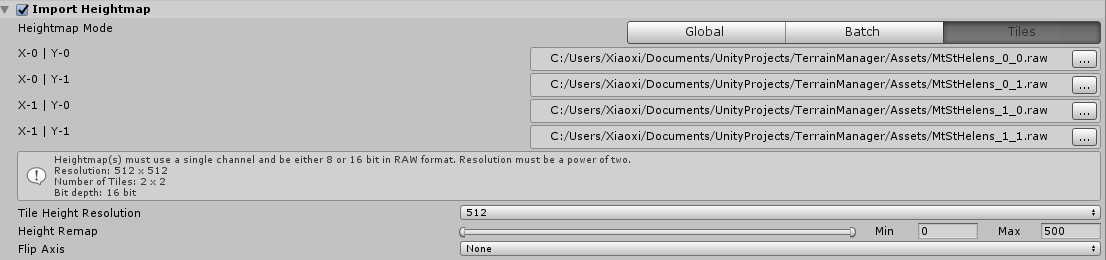 Import Heightmap
Heightmap Mode Global Batch Tiles
X-0 | Y-0 C:/Users/Xiaoxi/Documents/UnityProjects/TerrainManager/Assets/MtStHelens_0_0.raw ...
X-0 | Y-1 C:/Users/Xiaoxi/Documents/UnityProjects/TerrainManager/Assets/MtStHelens_0_1.raw ...
X-1 | Y-0 C:/Users/Xiaoxi/Documents/UnityProjects/TerrainManager/Assets/MtStHelens_1_0.raw ...
X-1 | Y-1 C:/Users/Xiaoxi/Documents/UnityProjects/TerrainManager/Assets/MtStHelens_1_1.raw ...
Heightmap(s) must use a single channel and be either 8 or 16 bit in RAW format. Resolution must be a power of two.
Resolution: 512 x 512
Number of Tiles: 2 x 2
Bit depth: 16 bit
Tile Height Resolution 512
Height Remap Min 0 Max 500
Flip Axis None